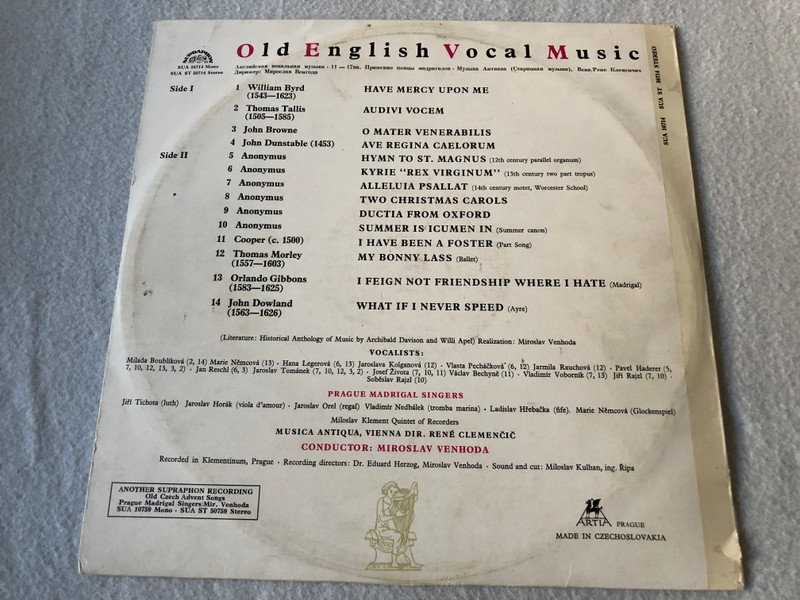 Old English Vocal Music
SUPRAPHON
SUA 10714 Mono
SUA ST 50714 Stereo
Английская вокальная музыка · 11 — 17вв. Пражские певцы мадригалов · Музыка Антиква (Старинная музыка), Вена, Рене Клеменчич
Дирижер: Мирослав Венгода
SUA 10714 SUA ST 50714 STEREO
Side I 1 William Byrd HAVE MERCY UPON ME
(1543—1623)
2 Thomas Tallis AUDIVI VOCEM
(1505—1585)
3 John Browne O MATER VENERABILIS
4 John Dunstable (1453) AVE REGINA CAELORUM
Side II 5 Anonymus HYMN TO ST. MAGNUS (12th century parallel organum)
6 Anonymus KYRIE "REX VIRGINUM" (13th century two part tropus)
7 Anonymus ALLELUIA PSALLAT (14th century motet, Worcester School)
8 Anonymus TWO CHRISTMAS CAROLS
9 Anonymus DUCTIA FROM OXFORD
10 Anonymus SUMMER IS ICUMEN IN (Summer canon)
11 Cooper (c. 1500) I HAVE BEEN A FOSTER (Part Song)
12 Thomas Morley MY BONNY LASS (Ballet)
(1557—1603)
13 Orlando Gibbons I FEIGN NOT FRIENDSHIP WHERE I HATE (Madrigal)
(1583—1625)
14 John Dowland WHAT IF I NEVER SPEED (Ayre)
(1563—1626)
(Literature: Historical Anthology of Music by Archibald Davison and Willi Apel) Realization: Miroslav Venhoda
VOCALISTS:
Milada Boublíková (2, 14) Marie Němcová (13) · Hana Legerová (6, 13) Jaroslava Kolganová (12) · Vlasta Pecháčková (6, 12) Jarmila Rauchová (12) · Pavel Haderer (5,
7, 10, 12, 13, 3, 2) · Jan Reschl (6, 3) Jaroslav Tománek (7, 10, 12, 3, 2) · Josef Života (7, 10, 11) Václav Bechyně (11) · Vladimír Voborník (7, 13) Jiří Rajzl (7, 10) ·
Soběslav Rajzl (10)
PRAGUE MADRIGAL SINGERS
Jiří Tichota (luth) Jaroslav Horák (viola d'amour) · Jaroslav Orel (regal) Vladimír Nedbálek (tromba marina) · Ladislav Hřebačka (fife). Marie Němcová (Glockenspiel)
Miloslav Klement Quintet of Recorders
MUSICA ANTIQUA, VIENNA DIR. RENÉ CLEMENČIČ
CONDUCTOR: MIROSLAV VENHODA
Recorded in Klementinum, Prague · Recording directors: Dr. Eduard Herzog, Miroslav Venhoda · Sound and cut: Miloslav Kulhan, ing. Řípa
ANOTHER SUPRAPHON RECORDING
Old Czech Advent Songs
Prague Madrigal Singers/Mir. Venhoda
SUA 10759 Mono · SUA ST 50759 Stereo
ARTIA PRAGUE
MADE IN CZECHOSLOVAKIA